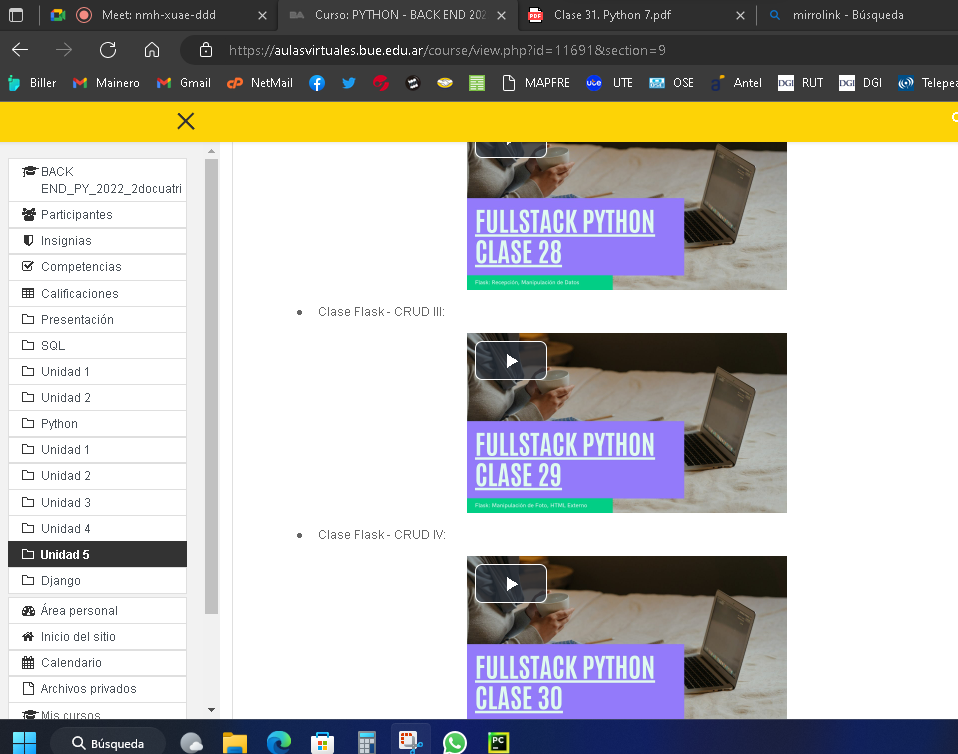 Meet: nmh-xuae-ddd
Curso: PYTHON - BACK END 202
Clase 31. Python 7.pdf
mirrolink - Búsqueda
https://aulasvirtuales.bue.edu.ar/course/view.php?id=11691&section=9
Biller
Mainero
Gmail
NetMail
MAPFRE
ute
UTE
OSE
Antel
DGI
RUT
DGI
DGI
Telepea
BACK
END_PY_2022_2docuatri
Participantes
Insignias
Competencias
Calificaciones
Presentación
SQL
Unidad 1
Unidad 2
Python
Unidad 1
Unidad 2
Unidad 3
Unidad 4
Unidad 5
Django
Área personal
Inicio del sitio
Calendario
Archivos privados
Mis cursos
FULLSTACK PYTHON
CLASE 28
Flask: Recepción, Manipulación de Datos
Clase Flask - CRUD III:
FULLSTACK PYTHON
CLASE 29
Flask: Manipulación de Foto, HTML Externo
Clase Flask - CRUD IV:
FULLSTACK PYTHON
CLASE 30
Búsqueda
PC